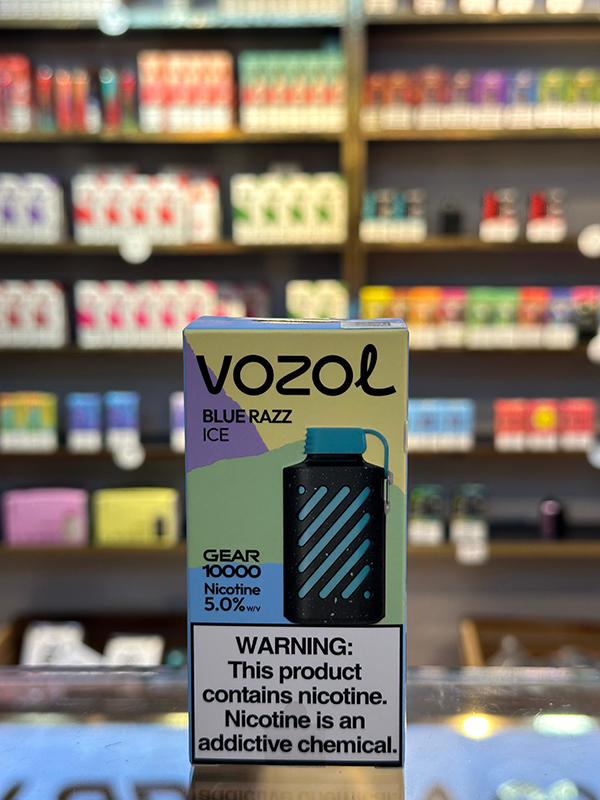 VOZOL
BLUE RAZZ
ICE
GEAR
10000
Nicotine
5.0% w/v
WARNING:
This product
contains nicotine.
Nicotine is an
addictive chemical.